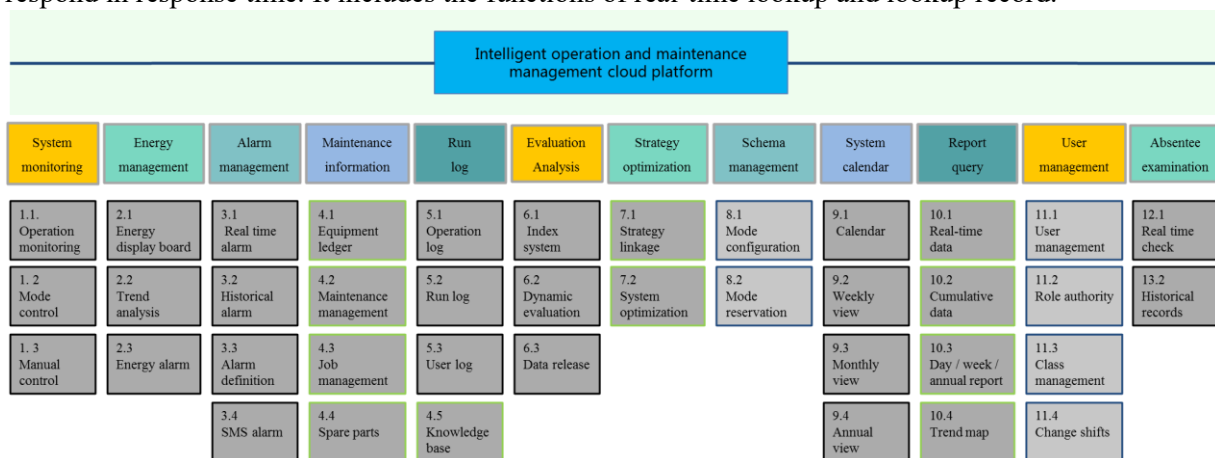 respond in response time. It includes the functions of real-time lookup and lookup record.
Intelligent operation and maintenance
management cloud platform
System
monitoring
Energy
management
Alarm
management
Maintenance
information
Run
log
Evaluation
Analysis
Strategy
optimization
Schema
management
System
calendar
Report
query
User
management
Absentee
examination
1.1.
Operation
monitoring
2.1
Energy
display board
3.1
Real time
alarm
4.1
Equipment
ledger
5.1
Operation
log
6.1
Index
system
7.1
Strategy
linkage
8.1
Mode
configuration
9.1
Calendar
10.1
Real-time
data
11.1
User
management
12.1
Real time
check
1. 2
Mode
control
2.2
Trend
analysis
3.2
Historical
alarm
4.2
Maintenance
management
5.2
Run log
6.2
Dynamic
evaluation
7.2
System
optimization
8.2
Mode
reservation
9.2
Weekly
view
10.2
Cumulative
data
11.2
Role authority
13.2
Historical
records
1. 3
Manual
control
2.3
Energy alarm
3.3
Alarm
definition
4.3
Job
management
5.3
User log
6.3
Data release
9.3
Monthly
view
10.3
Day / week /
annual report
11.3
Class
management
3.4
SMS alarm
4.4
Spare parts
4.5
Knowledge
base
9.4
Annual
view
10.4
Trend map
11.4
Change shifts